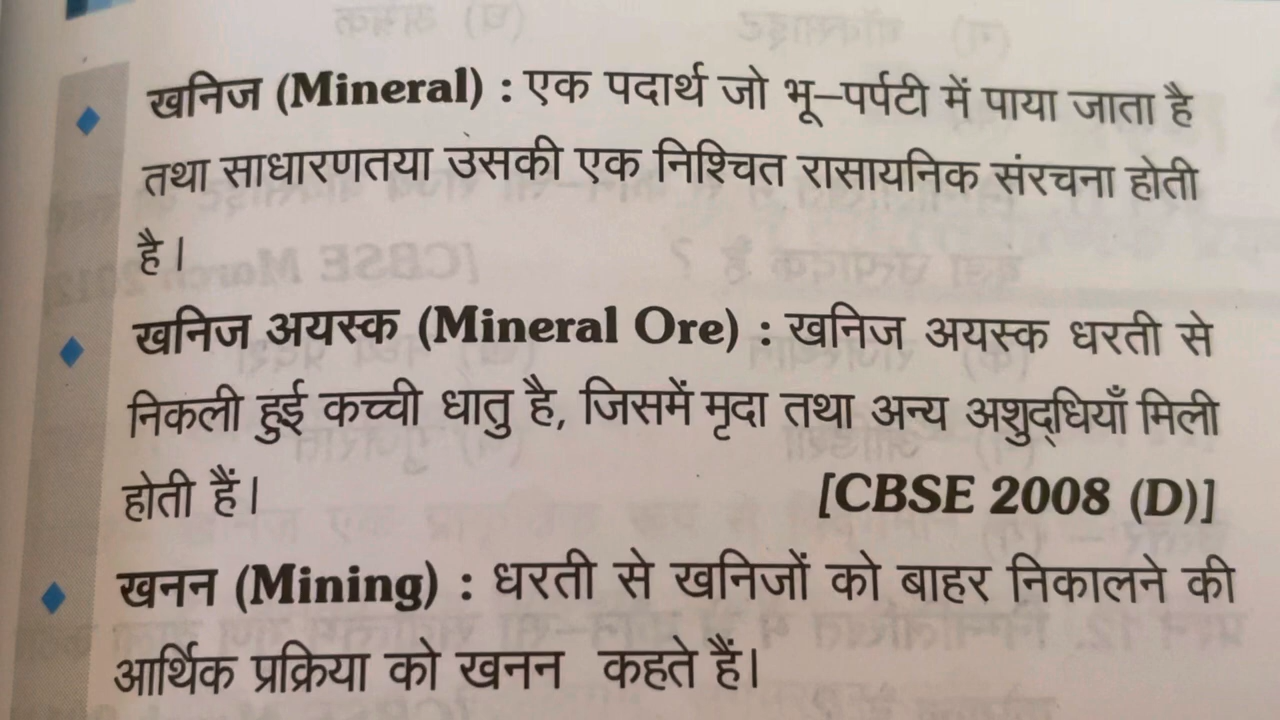 खनिज (Mineral) : एक पदार्थ जो भू–पर्पटी में पाया जाता है
तथा साधारणतया उसकी एक निश्चित रासायनिक संरचना होती
है।
खनिज अयस्क (Mineral Ore) : खनिज अयस्क धरती से
निकली हुई कच्ची धातु है, जिसमें मृदा तथा अन्य अशुद्धियाँ मिली
होती हैं। [CBSE 2008 (D)]
खनन (Mining) : धरती से खनिजों को बाहर निकालने की
आर्थिक प्रक्रिया को खनन कहते हैं।